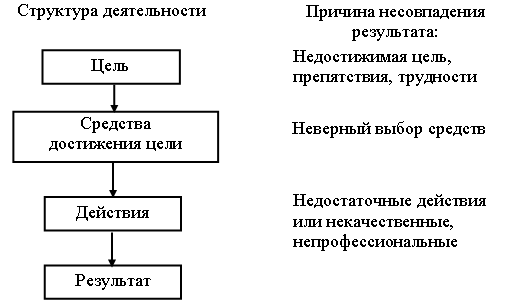 Структура деятельности
Причина несовпадения
результата:
Цель
Недостижимая цель,
препятствия, трудности
Средства
достижения цели
Неверный выбор средств
Действия
Недостаточные действия
или некачественные,
непрофессиональные
Результат